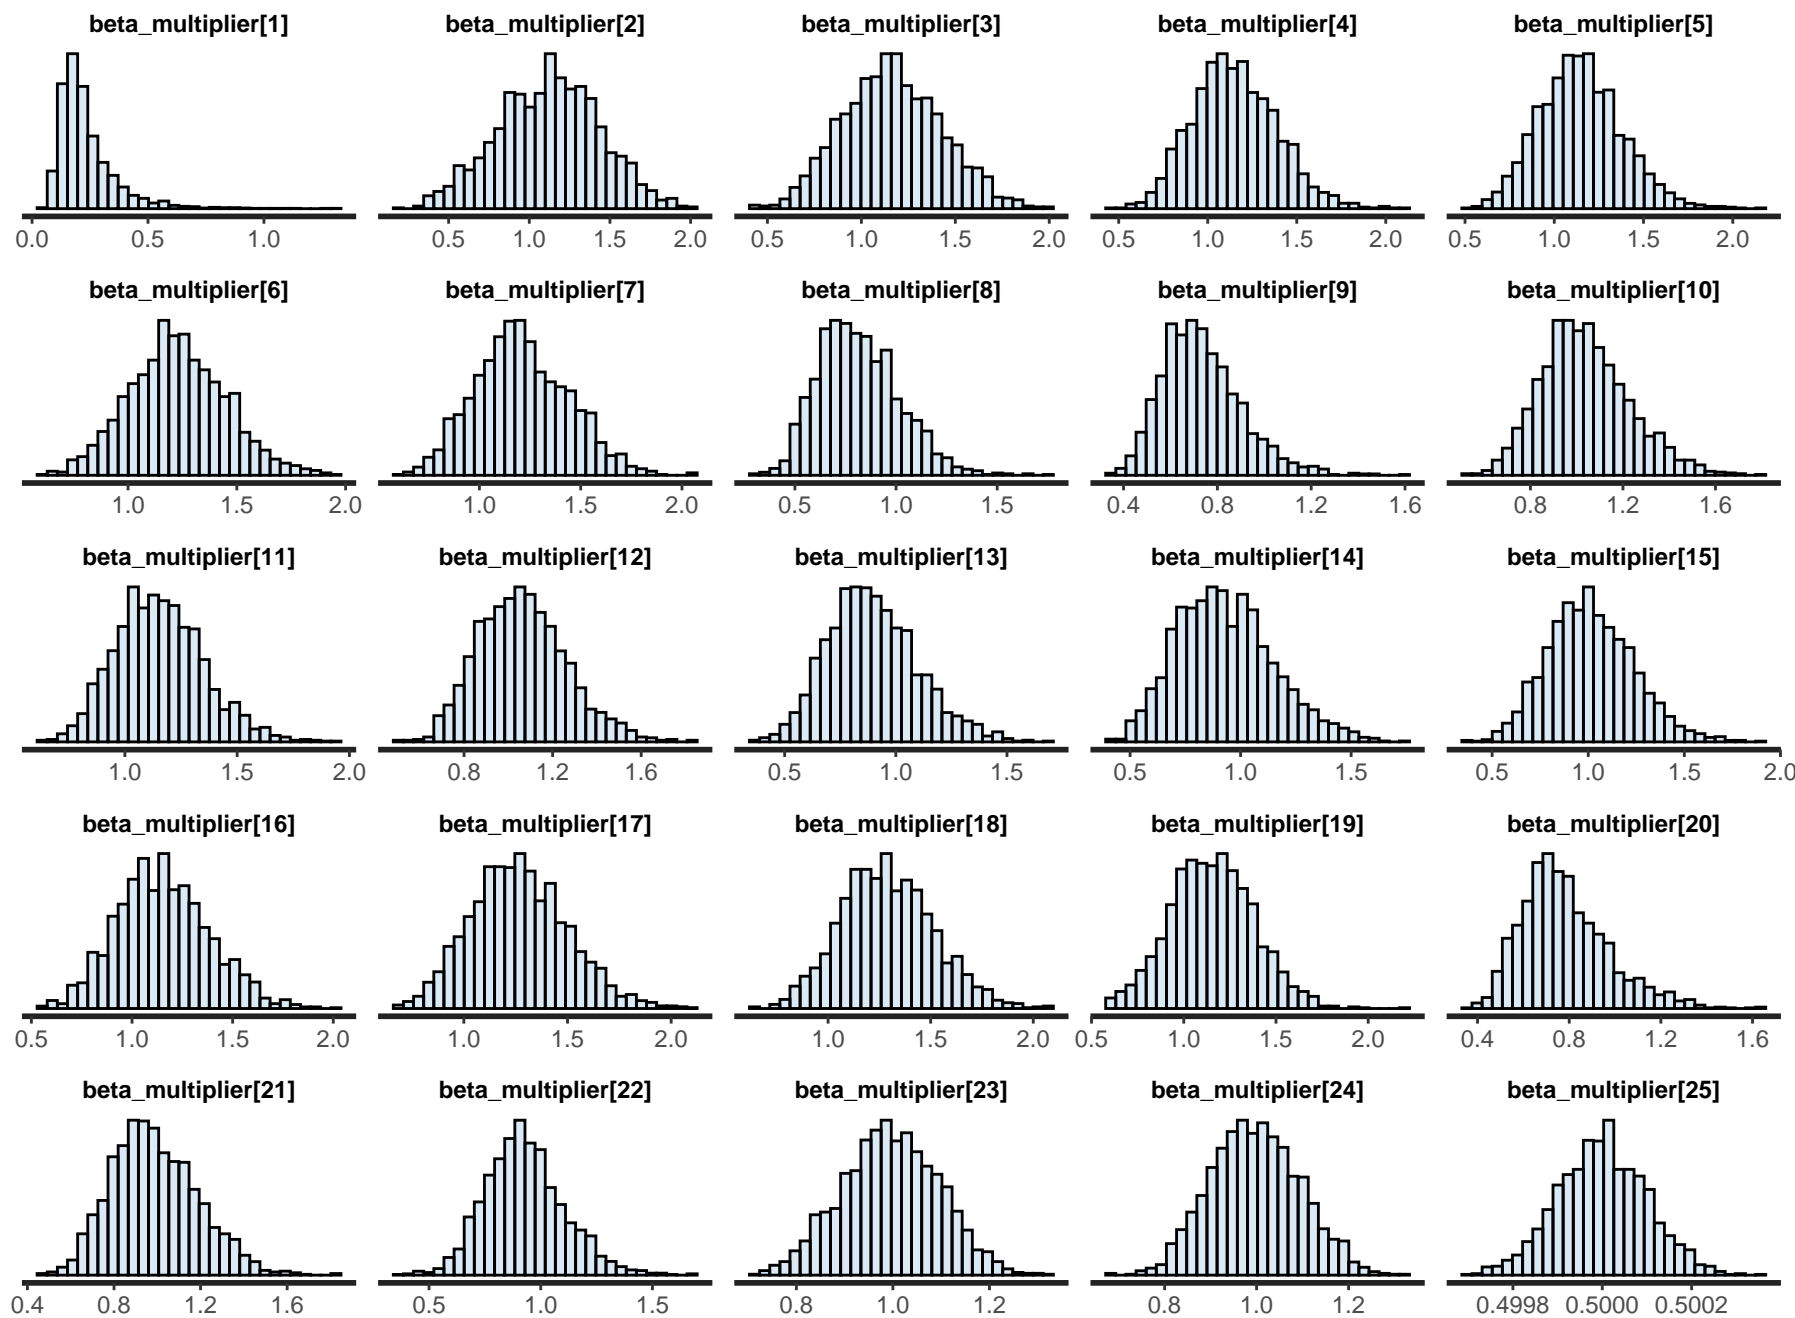 beta_multiplier[1] beta_multiplier[2] beta_multiplier[3] beta_multiplier[4] beta_multiplier[5]
0.0 0.5 1.0 0.5 1.0 1.5 2.0 0.5 1.0 1.5 2.0 0.5 1.0 1.5 2.0 0.5 1.0 1.5 2.0
beta_multiplier[6] beta_multiplier[7] beta_multiplier[8] beta_multiplier[9] beta_multiplier[10]
1.0 1.5 2.0 1.0 1.5 2.0 0.5 1.0 1.5 0.4 0.8 1.2 1.6 0.8 1.2 1.6
beta_multiplier[11] beta_multiplier[12] beta_multiplier[13] beta_multiplier[14] beta_multiplier[15]
1.0 1.5 2.0 0.8 1.2 1.6 0.5 1.0 1.5 0.5 1.0 1.5 0.5 1.0 1.5 2.0
beta_multiplier[16] beta_multiplier[17] beta_multiplier[18] beta_multiplier[19] beta_multiplier[20]
0.5 1.0 1.5 2.0 1.0 1.5 2.0 1.0 1.5 2.0 0.5 1.0 1.5 2.0 0.4 0.8 1.2 1.6
beta_multiplier[21] beta_multiplier[22] beta_multiplier[23] beta_multiplier[24] beta_multiplier[25]
0.4 0.8 1.2 1.6 0.5 1.0 1.5 0.8 1.0 1.2 0.8 1.0 1.2 0.4998 0.5000 0.5002